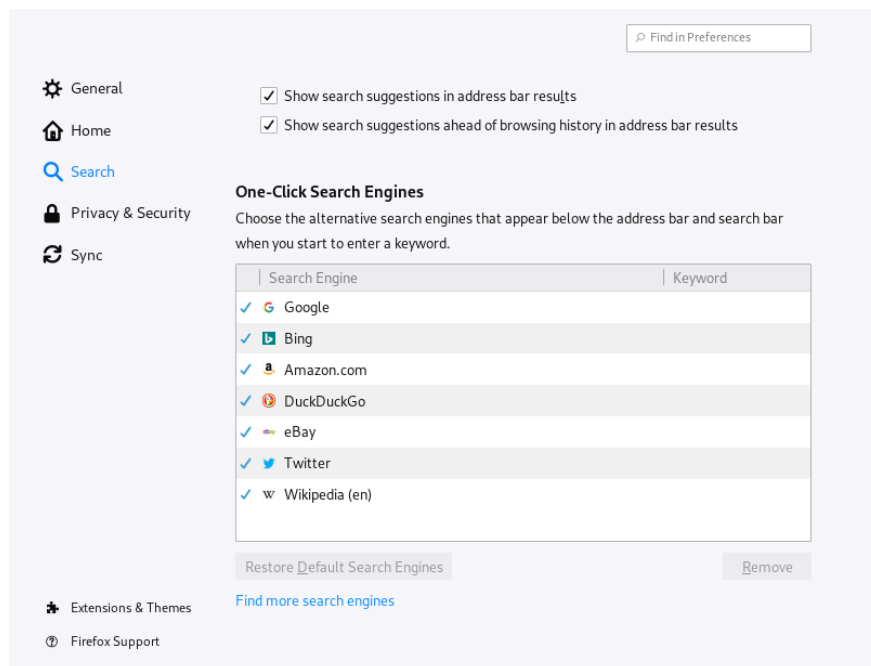 Find in Preferences
General
Home
Search
Privacy & Security
Sync
Show search suggestions in address bar results
Show search suggestions ahead of browsing history in address bar results
One-Click Search Engines
Choose the alternative search engines that appear below the address bar and search bar
when you start to enter a keyword.
Search Engine Keyword
Google
Bing
Amazon.com
DuckDuckGo
eBay
Twitter
Wikipedia (en)
Restore Default Search Engines Remove
Find more search engines
Extensions & Themes
Firefox Support